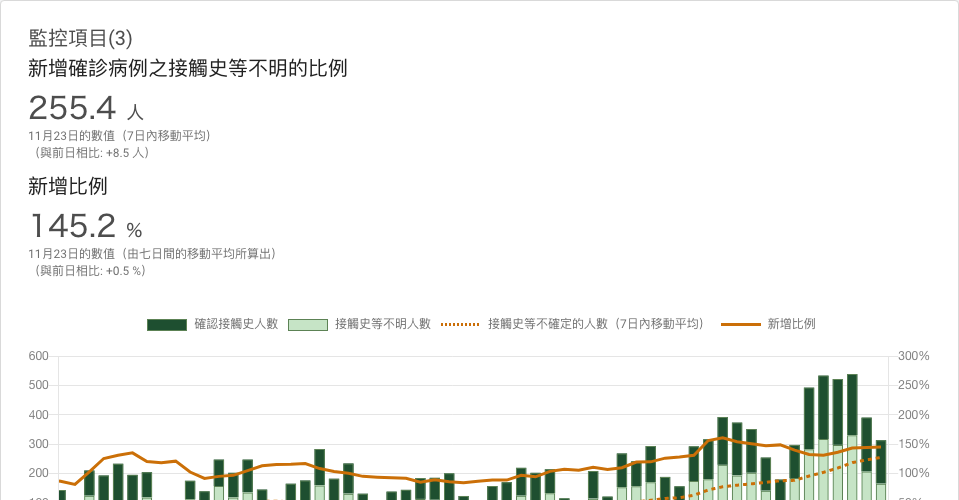 監控項目(3)
新增確診病例之接觸史等不明的比例
255.4 人
11月23日的數值（7日內移動平均）
（與前日相比: +8.5 人）
新增比例
145.2 %
11月23日的數值（由七日間的移動平均所算出）
（與前日相比: +0.5 %）
確認接觸史人數 接觸史等不明人數 接觸史等不確定的人數（7日內移動平均） 新增比例
600 300%
500 250%
400 200%
300 150%
200 100%